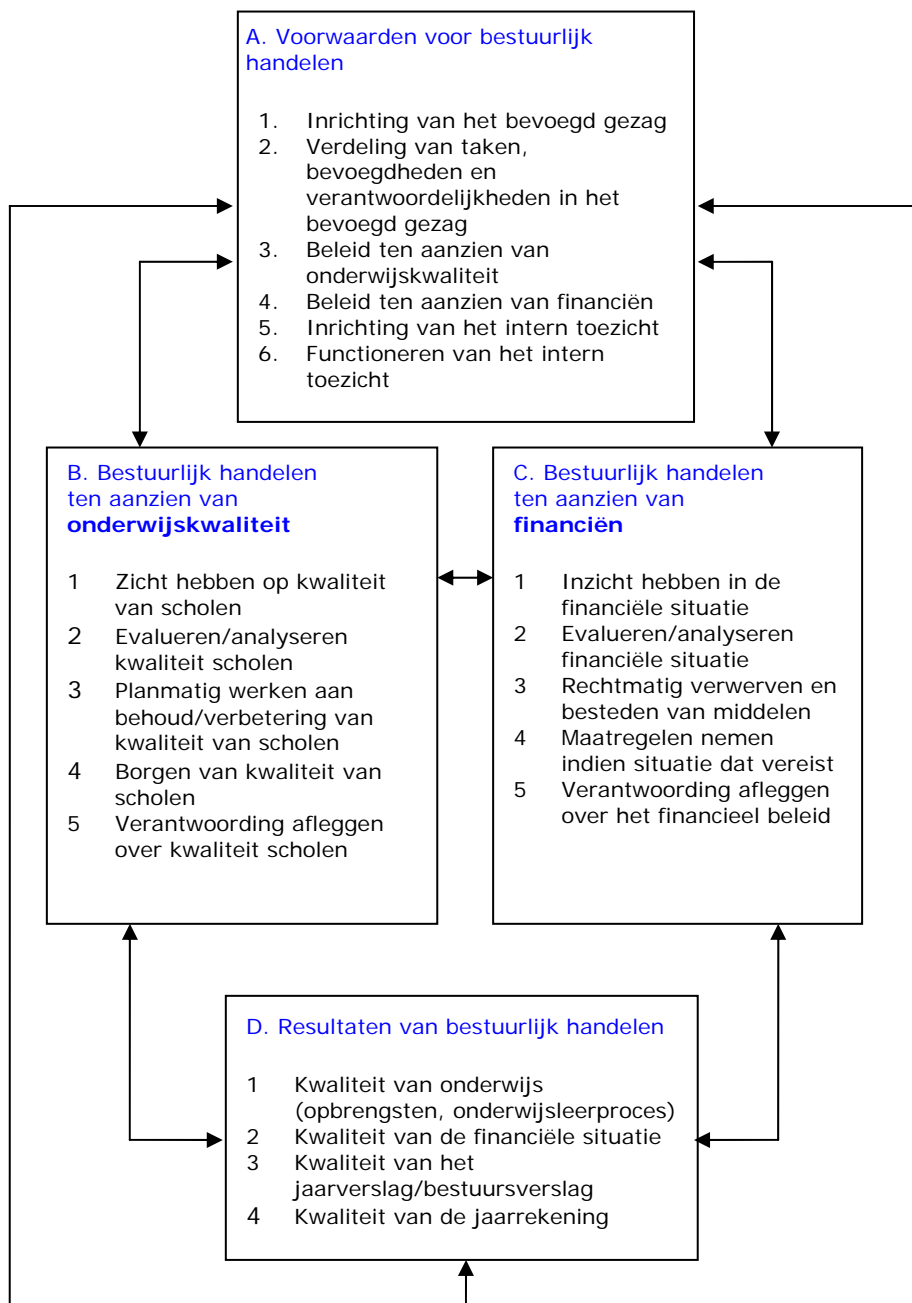 A. Voorwaarden voor bestuurlijk
handelen
1. Inrichting van het bevoegd gezag
2. Verdeling van taken,
bevoegdheden en
verantwoordelijkheden in het
bevoegd gezag
3. Beleid ten aanzien van
onderwijskwaliteit
4. Beleid ten aanzien van financiën
5. Inrichting van het intern toezicht
6. Functioneren van het intern
toezicht
B. Bestuurlijk handelen
ten aanzien van
onderwijskwaliteit
1 Zicht hebben op kwaliteit
van scholen
2 Evalueren/analyseren
kwaliteit scholen
3 Planmatig werken aan
behoud/verbetering van
kwaliteit van scholen
4 Borgen van kwaliteit van
scholen
5 Verantwoording afleggen
over kwaliteit scholen
C. Bestuurlijk handelen
ten aanzien van
financiën
1 Inzicht hebben in de
financiële situatie
2 Evalueren/analyseren
financiële situatie
3 Rechtmatig verwerven en
besteden van middelen
4 Maatregelen nemen
indien situatie dat vereist
5 Verantwoording afleggen
over het financieel beleid
D. Resultaten van bestuurlijk handelen
1 Kwaliteit van onderwijs
(opbrengsten, onderwijsleerproces)
2 Kwaliteit van de financiële situatie
3 Kwaliteit van het
jaarverslag/bestuursverslag
4 Kwaliteit van de jaarrekening